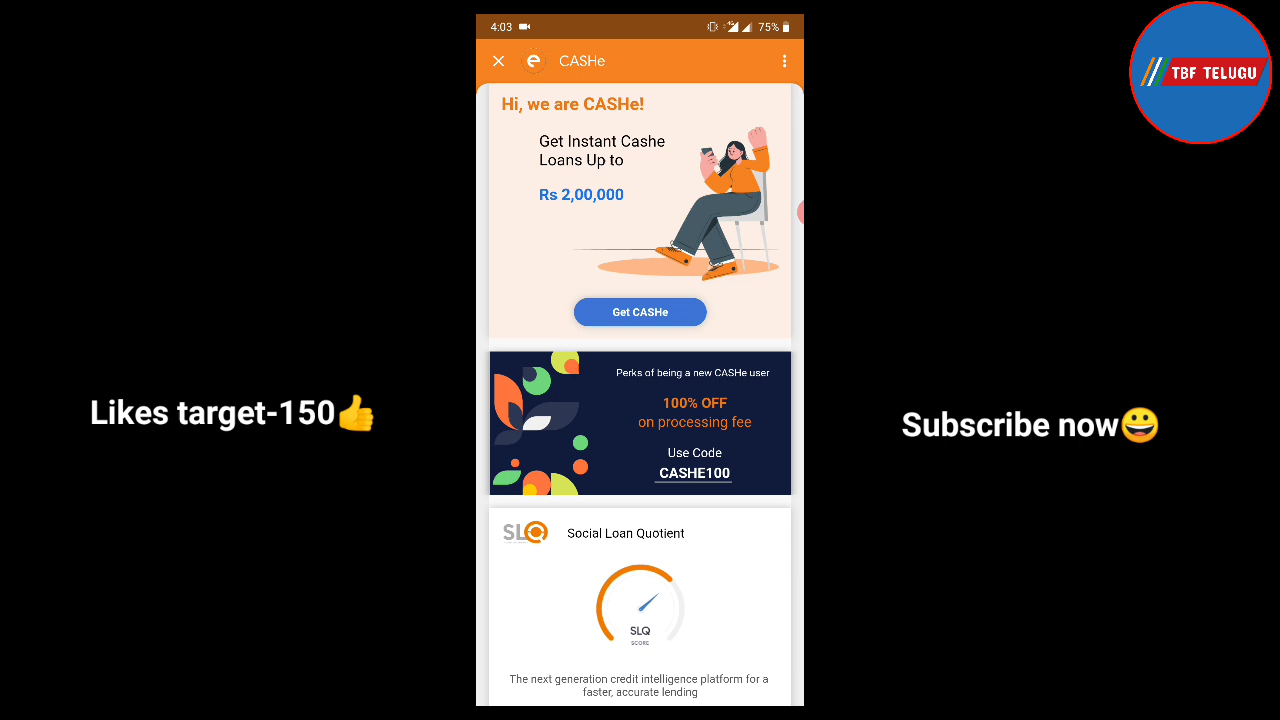 4:03
4G
75%
TBF TELUGU
CASHe
Hi, we are CASHe!
Get Instant Cashe
Loans Up to
Rs 2,00,000
Get CASHe
Perks of being a new CASHe user
100% OFF
on processing fee
Use Code
CASHE100
Likes target-150👍
Subscribe now😀
SLQ
Social Loan Quotient
SLQ
SCORE
The next generation credit intelligence platform for a
faster, accurate lending